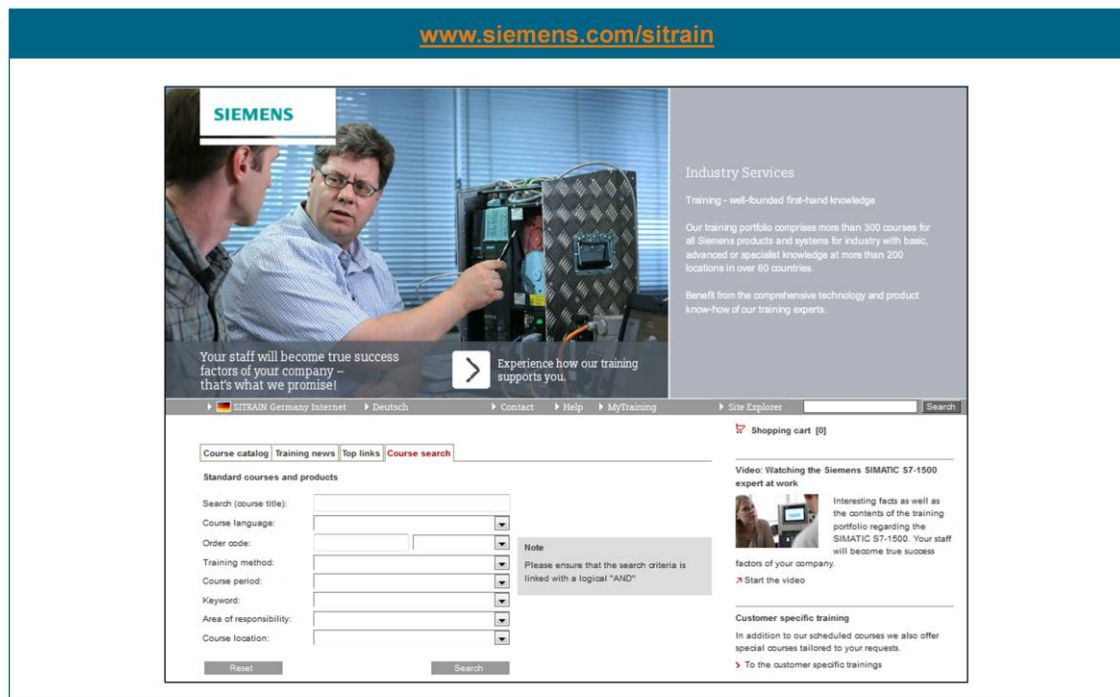 www.siemens.com/sitrain
SIEMENS
Industry Services
Training - well-founded first-hand knowledge
Our training portfolio comprises more than 300 courses for
all Siemens products and systems for industry with basic,
advanced or specialist knowledge at more than 200
locations in over 60 countries.
Benefit from the comprehensive technology and product
know-how of our training experts.
Your staff will become true success
factors of your company –
that's what we promise!
Experience how our training
supports you.
SITRAIN Germany Internet Deutsch Contact Help MyTraining Site Explorer Search
Shopping cart [0]
Course catalog Training news Top links Course search
Standard courses and products
Search (course title):
Course language:
Order code:
Training method:
Course period:
Keyword:
Area of responsibility:
Course location:
Reset Search
Note
Please ensure that the search criteria is
linked with a logical "AND"
Video: Watching the Siemens SIMATIC S7-1500
expert at work
Interesting facts as well as
the contents of the training
portfolio regarding the
SIMATIC S7-1500. Your staff
will become true success
factors of your company.
Start the video
Customer specific training
In addition to our scheduled courses we also offer
special courses tailored to your requests.
To the customer specific trainings